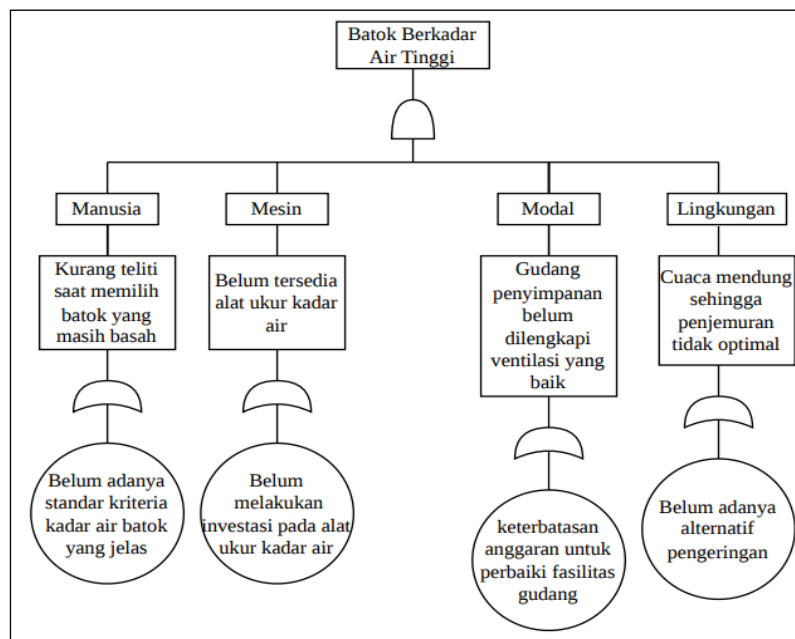 Batok Berkadar
Air Tinggi
Manusia
Mesin
Modal
Lingkungan
Kurang teliti
saat memilih
batok yang
masih basah
Belum tersedia
alat ukur kadar
air
Gudang
penyimpanan
belum
dilengkapi
ventilasi yang
baik
Cuaca mendung
sehingga
penjemuran
tidak optimal
Belum adanya
standar kriteria
kadar air batok
yang jelas
Belum
melakukan
investasi pada alat
ukur kadar air
keterbatasan
anggaran untuk
perbaiki fasilitas
gudang
Belum adanya
alternatif
pengeringan